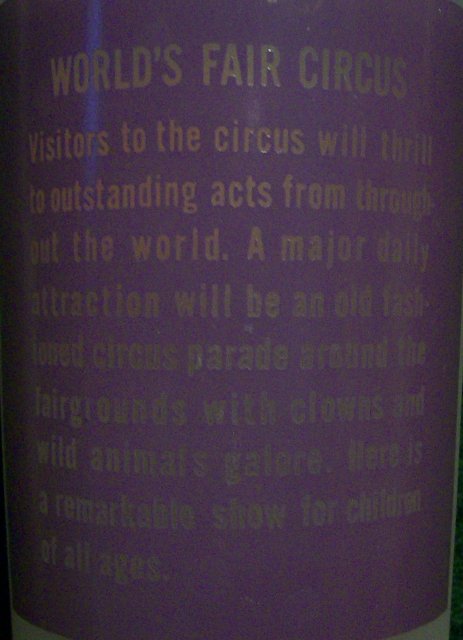 WORLD'S FAIR CIRCUS
Visitors to the circus will thrill
to outstanding acts from through-
out the world. A major daily
attraction will be an old fash-
ioned circus parade around the
fairgrounds with clowns and
wild animals galore. Here is
a remarkable show for children
of all ages.